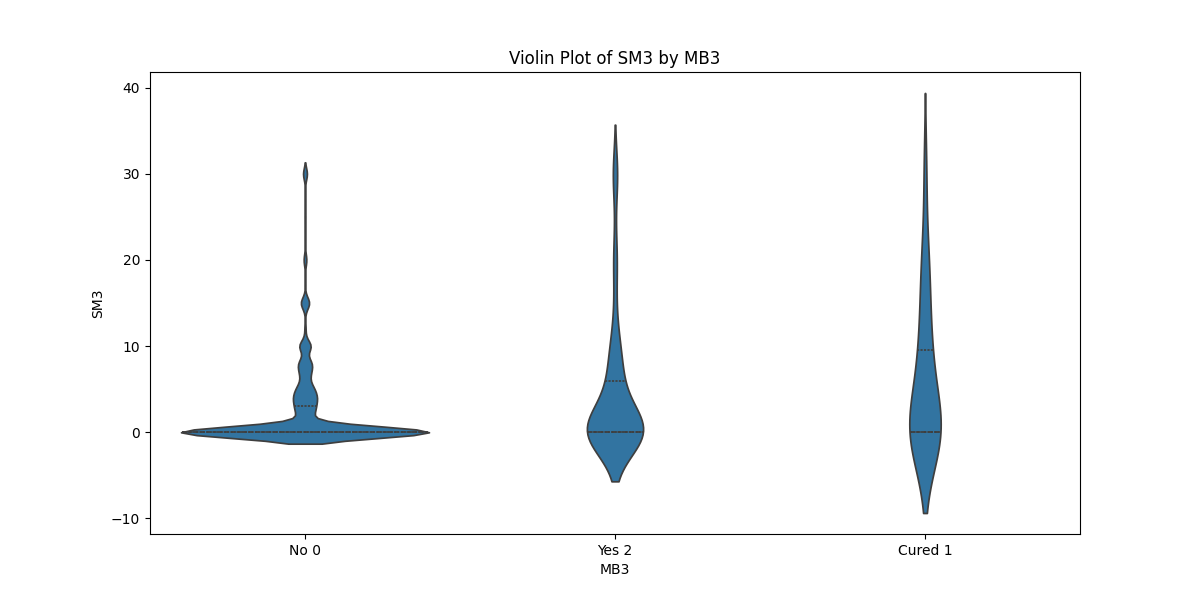 Violin Plot of SM3 by MB3
40
30
20
10
0
−10
SM3
No 0
Yes 2
Cured 1
MB3